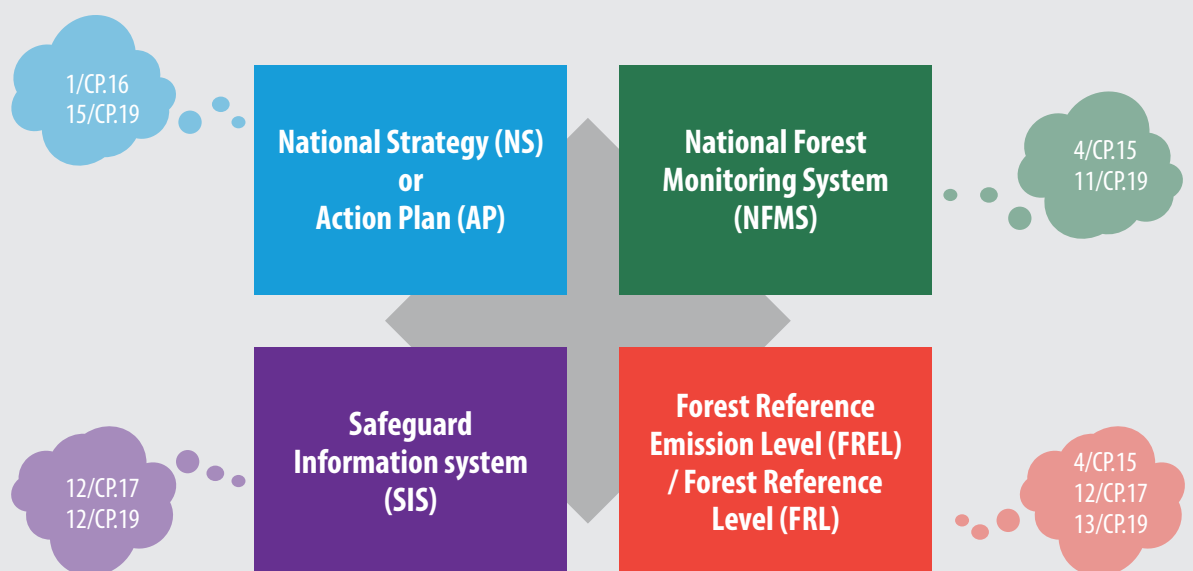 1/CP.16
15/CP.19
National Strategy (NS)
or
Action Plan (AP)
National Forest
Monitoring System
(NFMS)
4/CP.15
11/CP.19
12/CP.17
12/CP.19
Safeguard
Information system
(SIS)
Forest Reference
Emission Level (FREL)
/ Forest Reference
Level (FRL)
4/CP.15
12/CP.17
13/CP.19